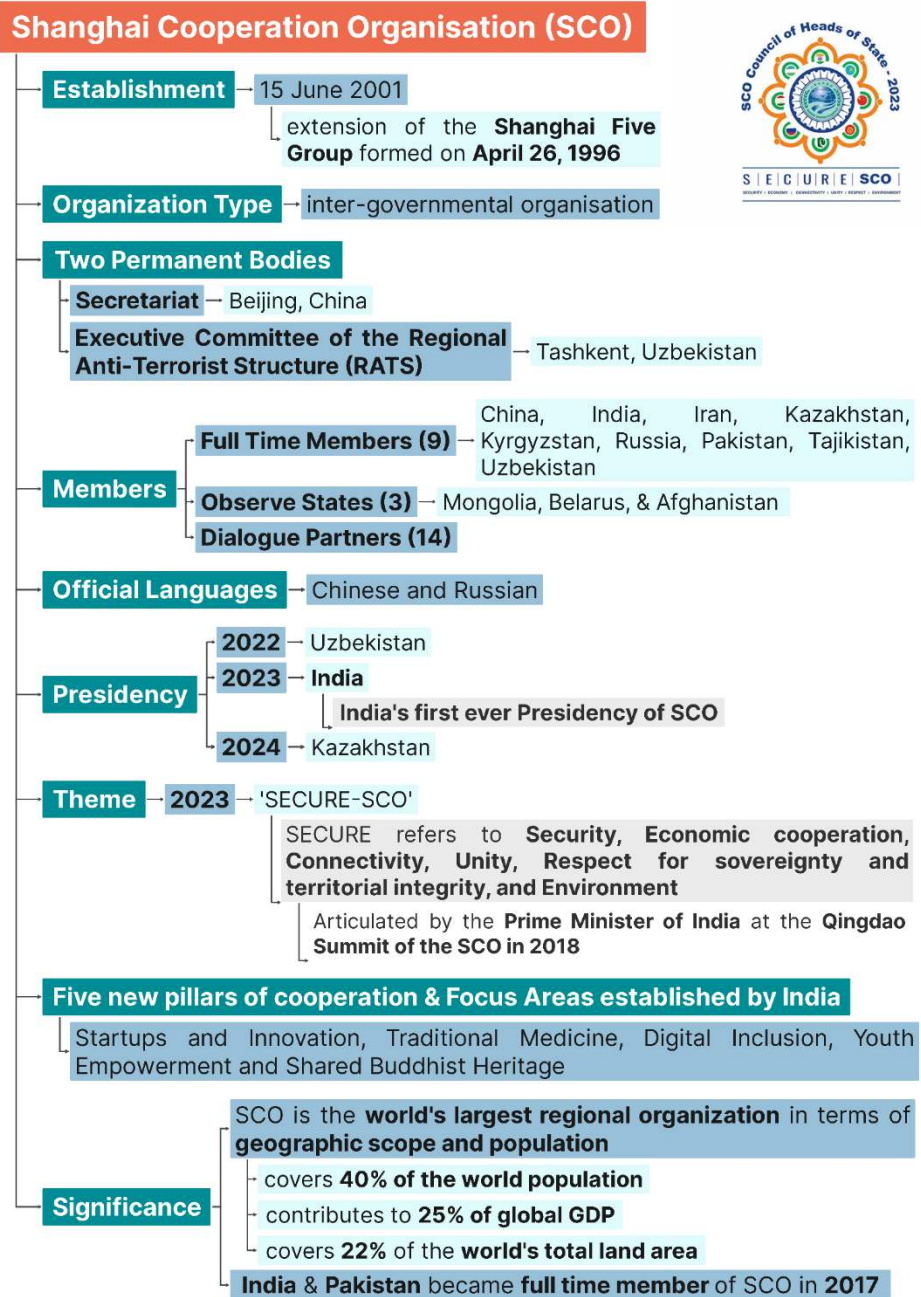 Shanghai Cooperation Organisation (SCO)
SCO Council of Heads of State - 2023
S | E | C | U | R | E | SCO |
SECURITY | ECONOMY | CONNECTIVITY | UNITY | RESPECT | ENVIRONMENT
Establishment
15 June 2001
extension of the Shanghai Five
Group formed on April 26, 1996
Organization Type
inter-governmental organisation
Two Permanent Bodies
Secretariat
Beijing, China
Executive Committee of the Regional
Anti-Terrorist Structure (RATS)
Tashkent, Uzbekistan
Members
Full Time Members (9)
China, India, Iran, Kazakhstan,
Kyrgyzstan, Russia, Pakistan, Tajikistan,
Uzbekistan
Observe States (3)
Mongolia, Belarus, & Afghanistan
Dialogue Partners (14)
Official Languages
Chinese and Russian
Presidency
2022
Uzbekistan
2023
India
India's first ever Presidency of SCO
2024
Kazakhstan
Theme
2023
'SECURE-SCO'
SECURE refers to Security, Economic cooperation,
Connectivity, Unity, Respect for sovereignty and
territorial integrity, and Environment
Articulated by the Prime Minister of India at the Qingdao
Summit of the SCO in 2018
Five new pillars of cooperation & Focus Areas established by India
Startups and Innovation, Traditional Medicine, Digital Inclusion, Youth
Empowerment and Shared Buddhist Heritage
Significance
SCO is the world's largest regional organization in terms of
geographic scope and population
covers 40% of the world population
contributes to 25% of global GDP
covers 22% of the world's total land area
India & Pakistan became full time member of SCO in 2017